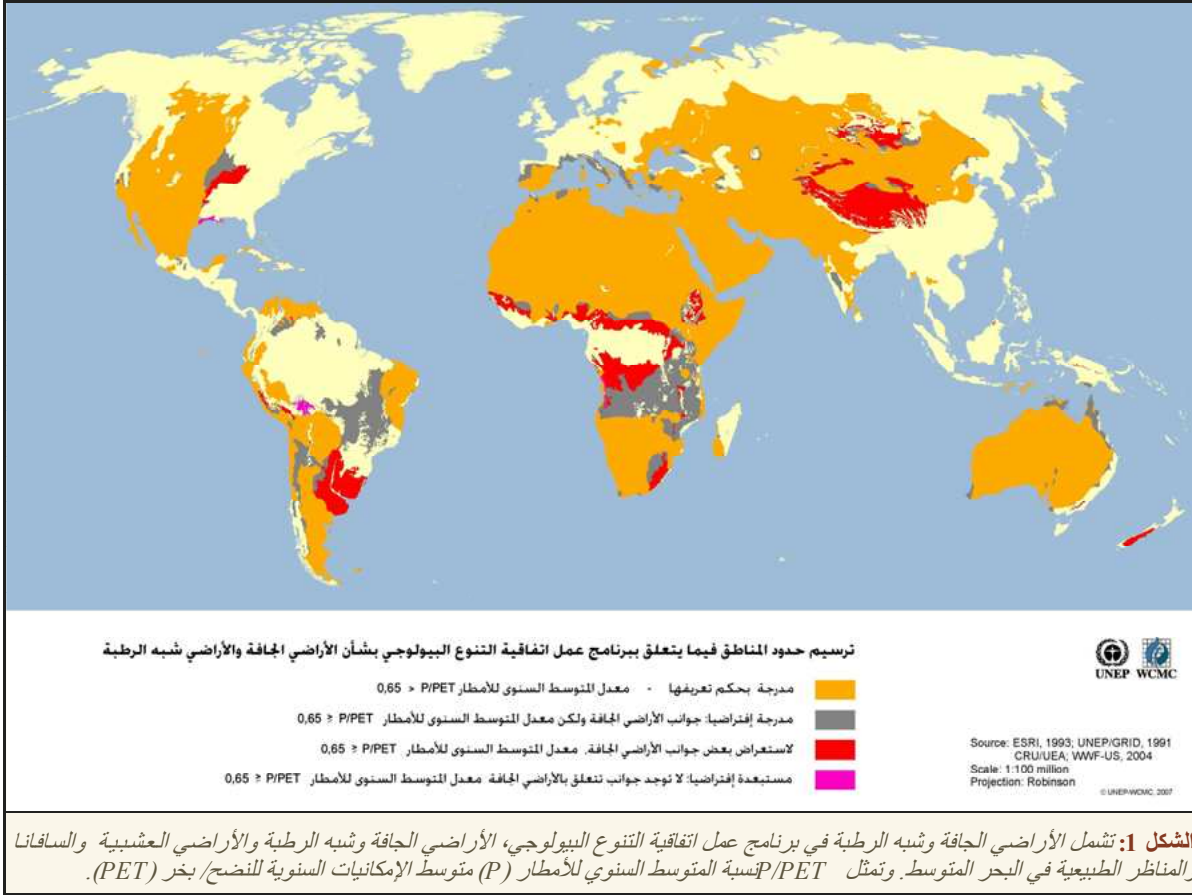 ترسيم حدود المناطق فيما يتعلق ببرنامج عمل اتفاقية التنوع البيولوجي بشأن الأراضي الجافة والأراضي شبه الرطبة
مدرجة بحكم تعريفها - معدل المتوسط السنوى للأمطار P/PET < 0,65
مدرجة إفتراضيا: جوانب الأراضي الجافة ولكن معدل المتوسط السنوى للأمطار P/PET ≥ 0,65
لاستعراض بعض جوانب الأراضي الجافة. معدل المتوسط السنوى للأمطار P/PET ≥ 0,65
مستبعدة إفتراضيا: لا توجد جوانب تتعلق بالأراضي الجافة معدل المتوسط السنوى للأمطار P/PET ≥ 0,65
UNEP WCMC
Source: ESRI, 1993; UNEP/GRID, 1991
CRU/UEA; WWF-US, 2004
Scale: 1:100 million
Projection: Robinson
© UNEP-WCMC, 2007
الشكل 1: تشمل الأراضي الجافة وشبه الرطبة في برنامج عمل اتفاقية التنوع البيولوجي، الأراضي الجافة وشبه الرطبة والأراضي العشبية والسافانا
والمناظر الطبيعية في البحر المتوسط. وتمثل P/PET نسبة المتوسط السنوي للأمطار (P) متوسط الإمكانيات السنوية للنضح/ بخر (PET).